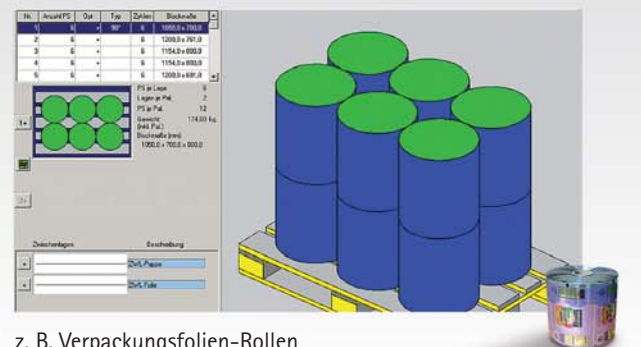 Nr. Anzahl PS Opt Typ Zyklen Blockmaße
1 6 + 90° 6 1050,0 x 700,0
2 6 + 6 1200,0 x 761,0
3 6 + 6 1154,0 x 800,0
4 6 + 6 1154,0 x 800,0
5 6 + 6 1200,0 x 681,0
PS je Lage 6
Lagen je Pal. 2
PS je Pal. 12
Gewicht 174,00 kg
(inkl. Pal.)
Blockmaße [mm]
1050,0 x 700,0 x 800,0
1+
Zwischenlagen Beschreibung
+ ZwL-Pappe
+ ZwL-Folie
z. B. Verpackungsfolien-Rollen